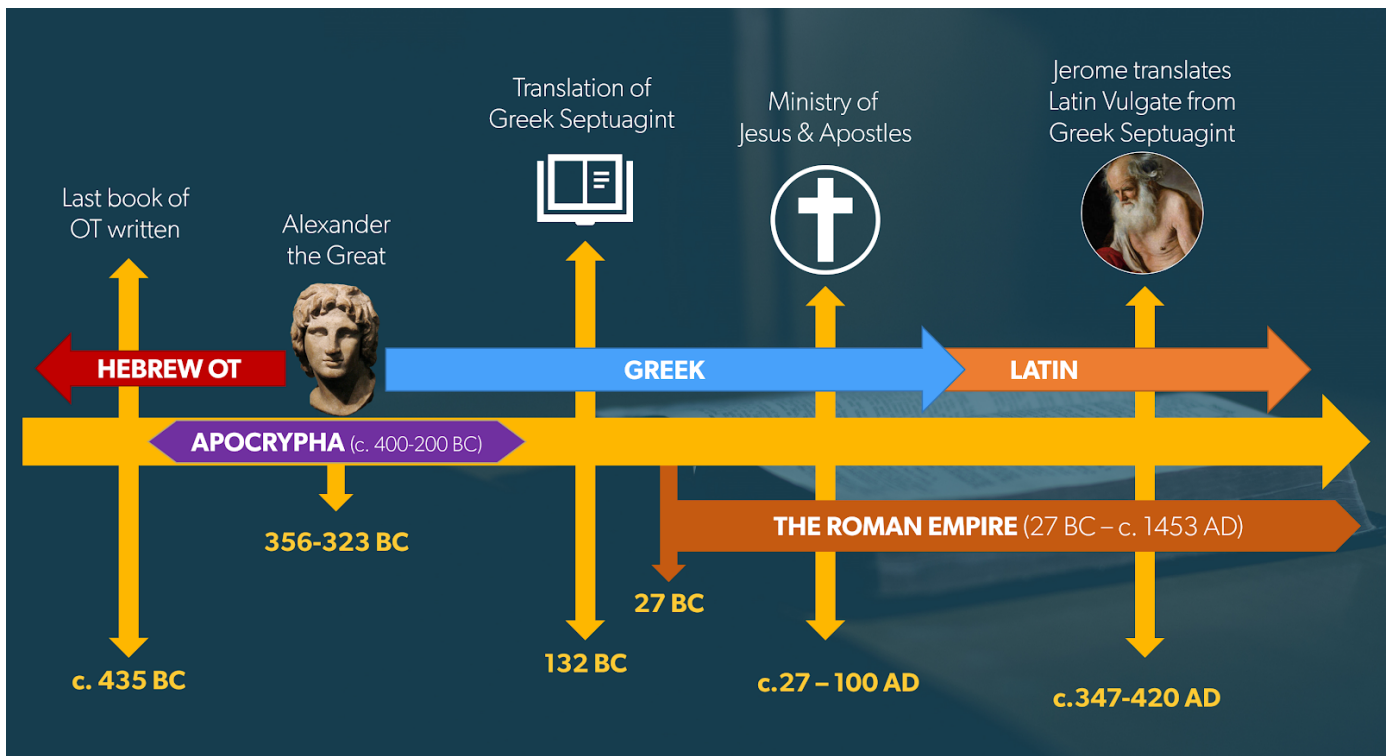 Last book of
OT written
Alexander
the Great
Translation of
Greek Septuagint
Ministry of
Jesus & Apostles
Jerome translates
Latin Vulgate from
Greek Septuagint
HEBREW OT
GREEK
LATIN
APOCRYPHA (c. 400-200 BC)
THE ROMAN EMPIRE (27 BC – c. 1453 AD)
c. 435 BC
356-323 BC
132 BC
27 BC
c.27 – 100 AD
c.347-420 AD